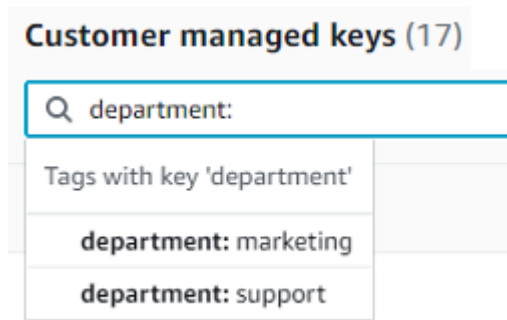 Customer managed keys (17)
department:
Tags with key 'department'
department: marketing
department: support